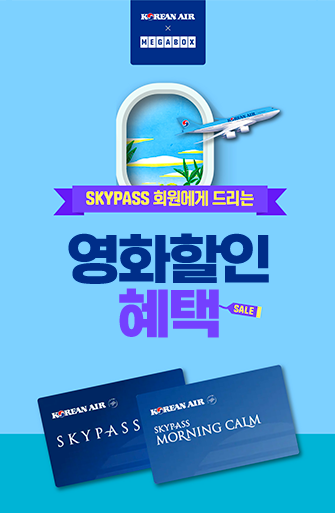 KOREAN AIR
×
MEGABOX
SKYPASS 회원에게 드리는
영화할인
혜택
SALE
KOREAN AIR
SKYPASS
KOREAN AIR
SKYPASS
MORNING CALM